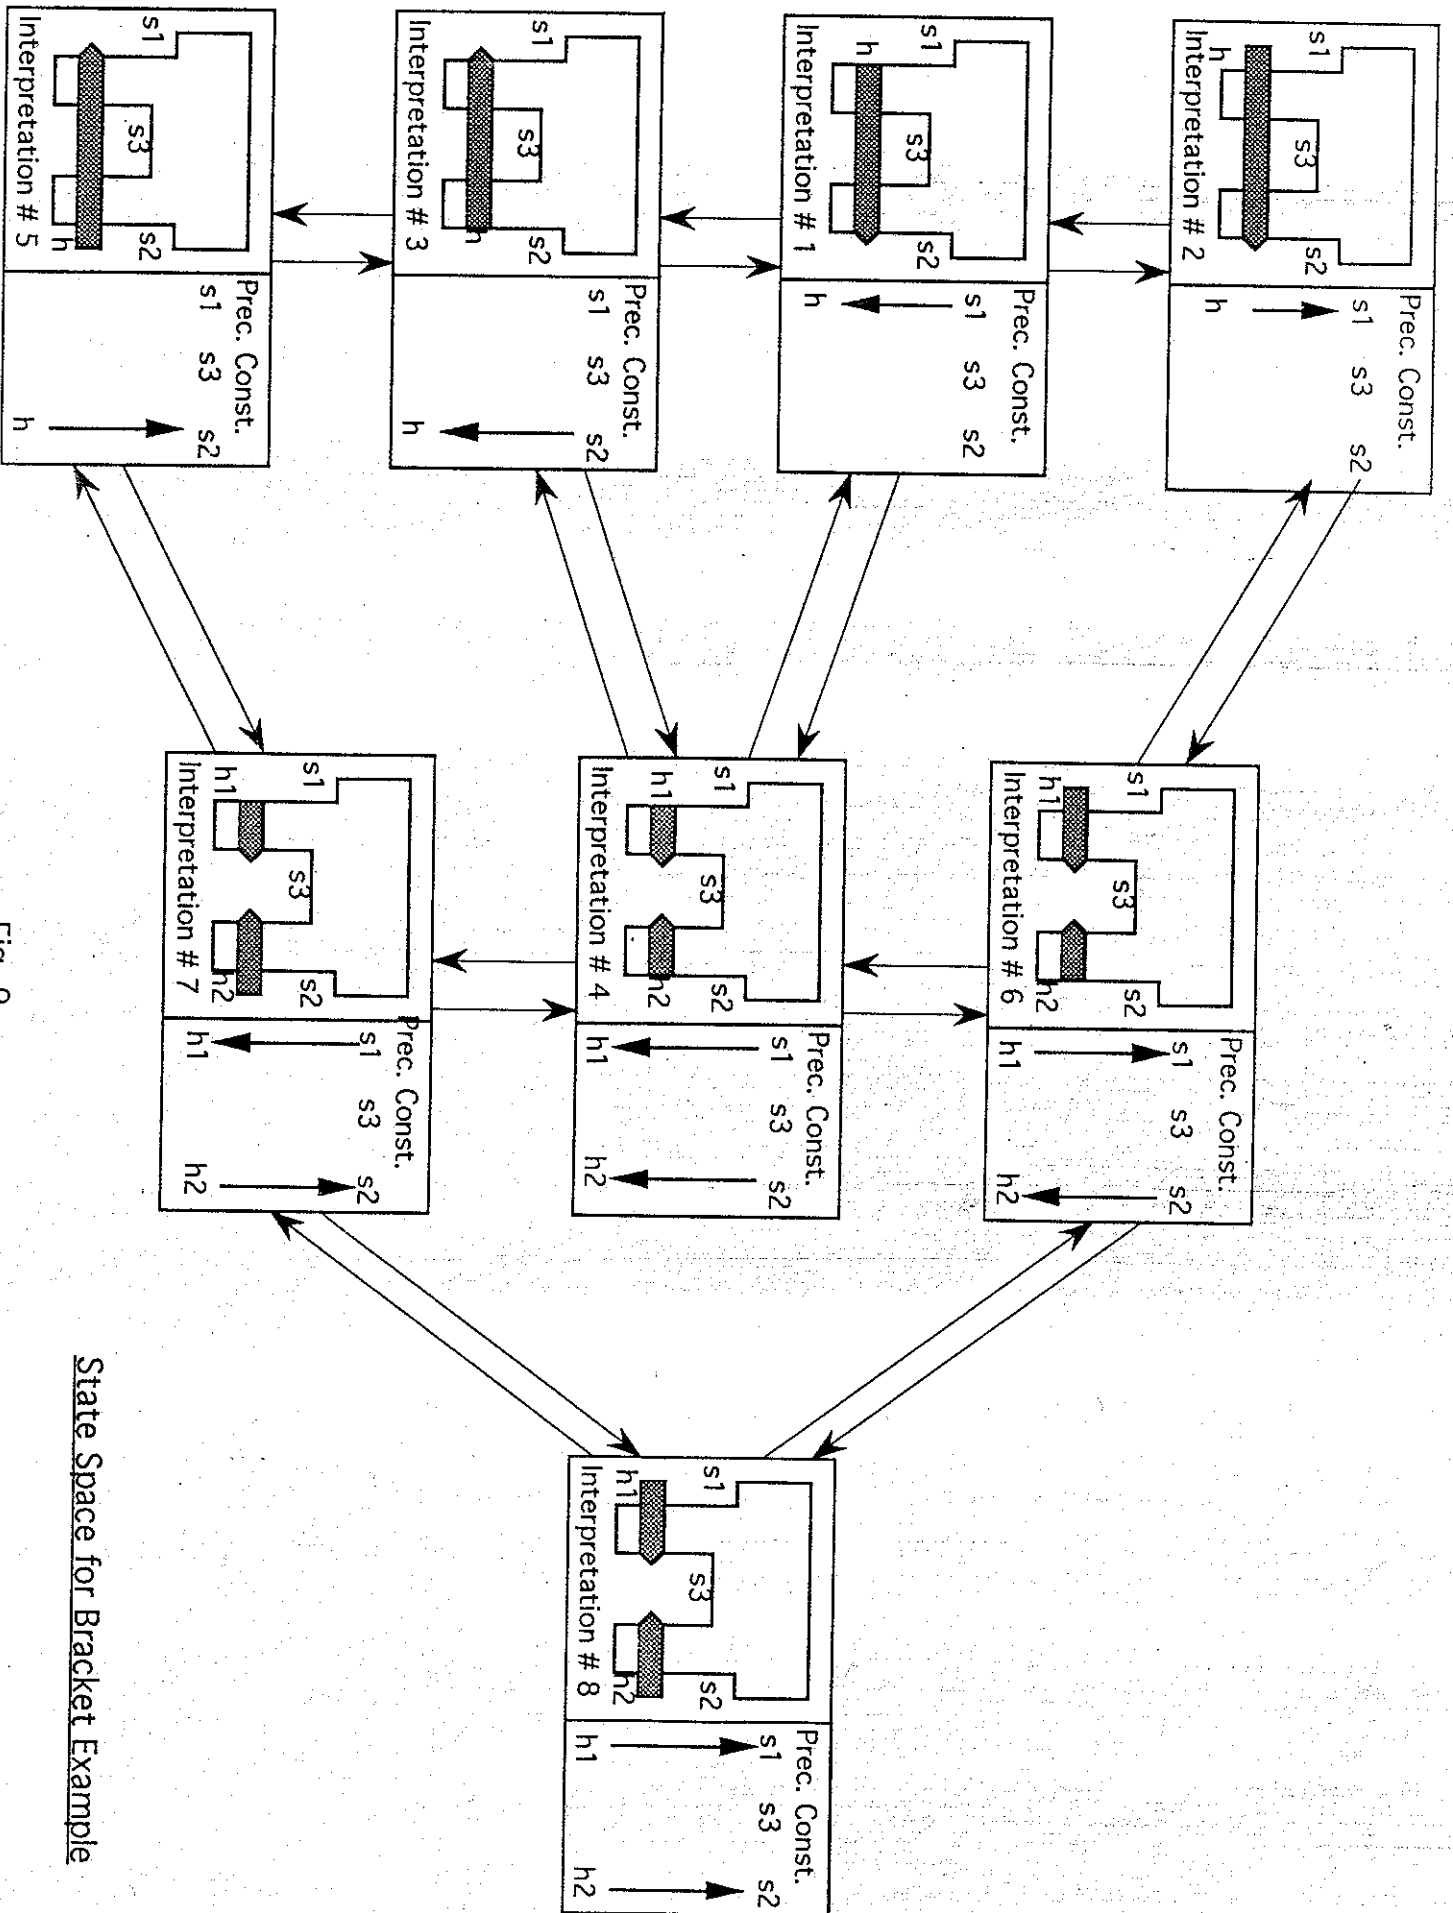 Prec. Const.
s1
s3
s2
s1 s3 s2
h
h
Interpretation # 2
Prec. Const.
s1
s3
s2
s1 s3 s2
h
h
Interpretation # 1
Prec. Const.
s1
s3
s2
s1 s3 s2
h
h
Interpretation # 3
Prec. Const.
s1
s3
s2
s1 s3 s2
h
h
Interpretation # 5
Prec. Const.
s1
s3
s2
s1 s3 s2
h1 h2
h1 h2
Interpretation # 6
Prec. Const.
s1
s3
s2
s1 s3 s2
h1 h2
h1 h2
Interpretation # 4
Prec. Const.
s1
s3
s2
s1 s3 s2
h1 h2
h1 h2
Interpretation # 7
Prec. Const.
s1
s3
s2
s1 s3 s2
h1 h2
h1 h2
Interpretation # 8
State Space for Bracket Example
Fig.